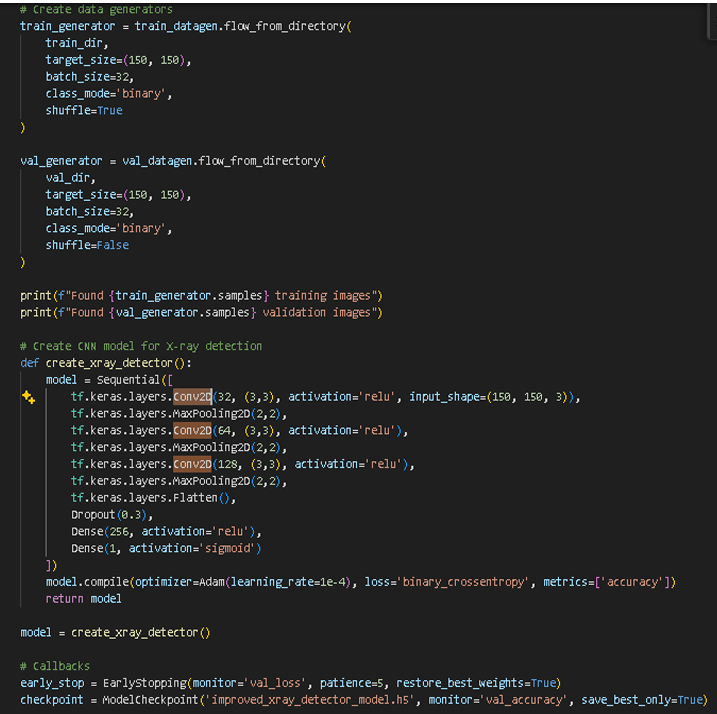 # Create data generators
train_generator = train_datagen.flow_from_directory(
    train_dir,
    target_size=(150, 150),
    batch_size=32,
    class_mode='binary',
    shuffle=True
)
val_generator = val_datagen.flow_from_directory(
    val_dir,
    target_size=(150, 150),
    batch_size=32,
    class_mode='binary',
    shuffle=False
)
print(f"Found {train_generator.samples} training images")
print(f"Found {val_generator.samples} validation images")
# Create CNN model for X-ray detection
def create_xray_detector():
    model = Sequential([
        tf.keras.layers.Conv2D(32, (3,3), activation='relu', input_shape=(150, 150, 3)),
        tf.keras.layers.MaxPooling2D(2,2),
        tf.keras.layers.Conv2D(64, (3,3), activation='relu'),
        tf.keras.layers.MaxPooling2D(2,2),
        tf.keras.layers.Conv2D(128, (3,3), activation='relu'),
        tf.keras.layers.MaxPooling2D(2,2),
        tf.keras.layers.Flatten(),
        Dropout(0.3),
        Dense(256, activation='relu'),
        Dense(1, activation='sigmoid')
    ])
    model.compile(optimizer=Adam(learning_rate=1e-4), loss='binary_crossentropy', metrics=['accuracy'])
    return model
model = create_xray_detector()
# Callbacks
early_stop = EarlyStopping(monitor='val_loss', patience=5, restore_best_weights=True)
checkpoint = ModelCheckpoint('improved_xray_detector_model.h5', monitor='val_accuracy', save_best_only=True)